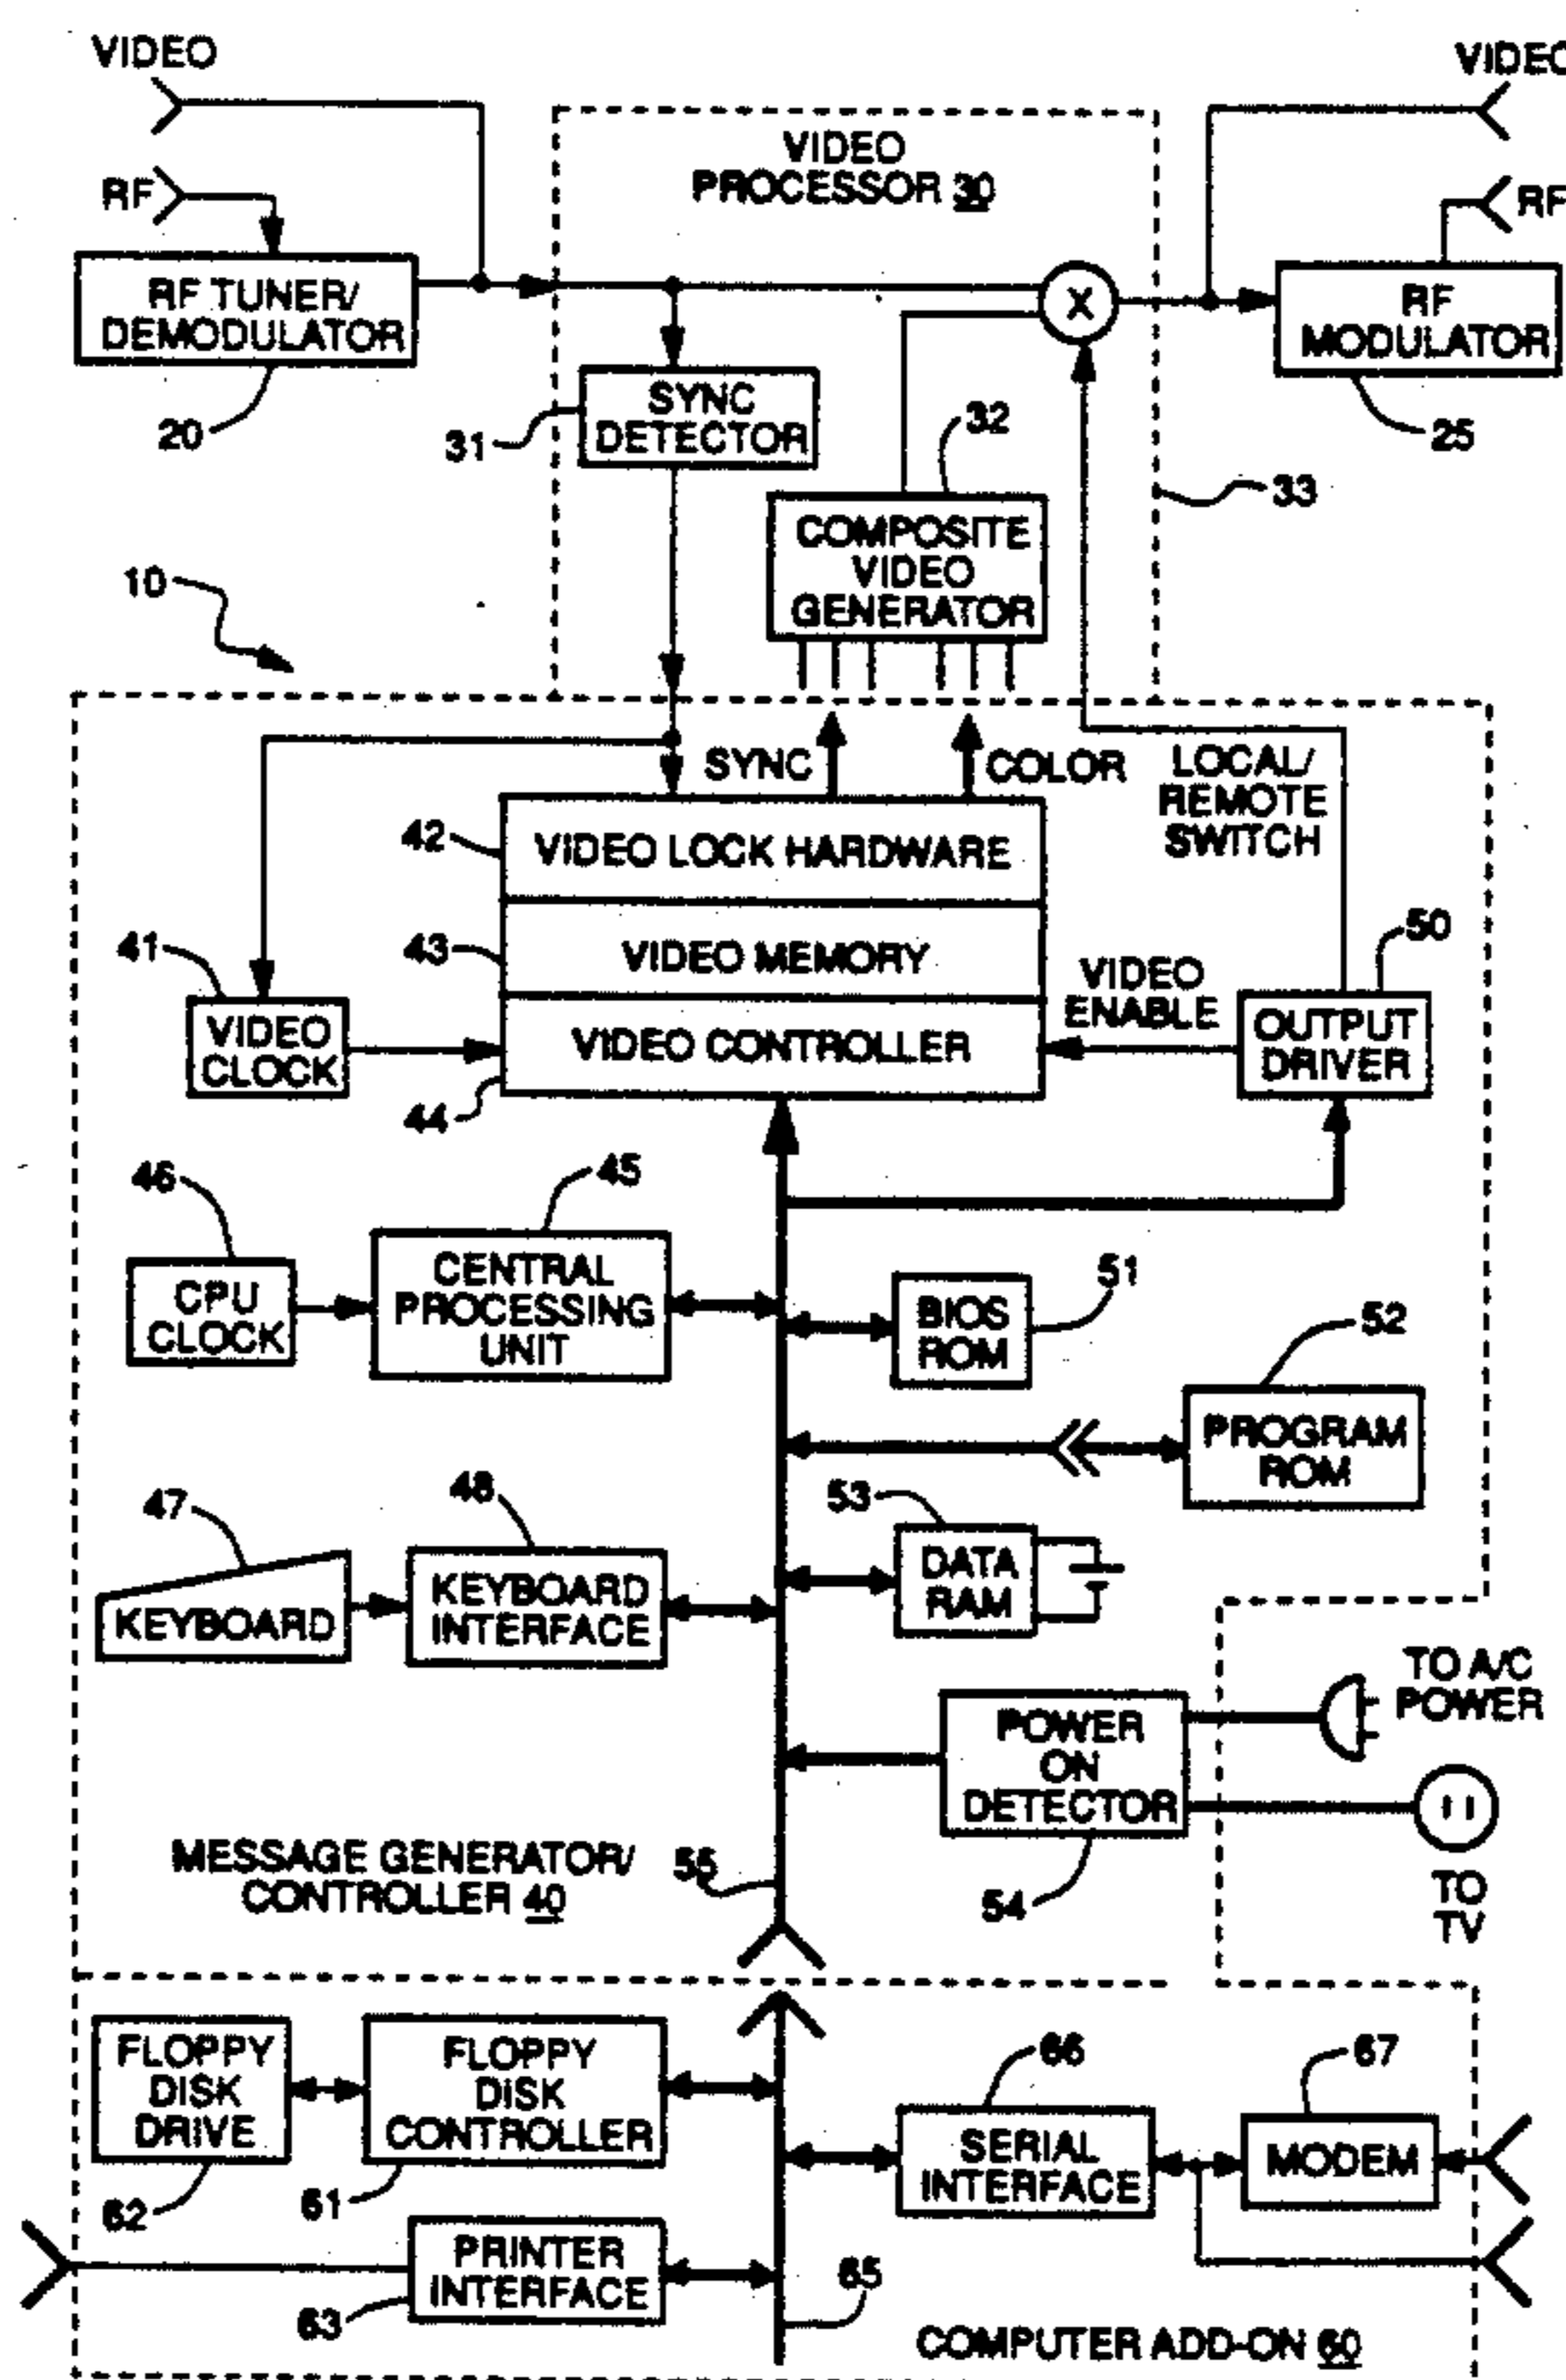 VIDEO
VIDEO
RF
RF
VIDEO
PROCESSOR 30
RF TUNER/
DEMODULATOR
RF
MODULATOR
20
31
SYNC
DETECTOR
32
25
33
COMPOSITE
VIDEO
GENERATOR
10
SYNC
COLOR
LOCAL/
REMOTE
SWITCH
42
VIDEO LOCK HARDWARE
41
43
VIDEO MEMORY
VIDEO
ENABLE
50
VIDEO
CLOCK
VIDEO CONTROLLER
OUTPUT
DRIVER
44
46
45
CPU
CLOCK
CENTRAL
PROCESSING
UNIT
BIOS
ROM
51
52
PROGRAM
ROM
47
48
53
KEYBOARD
KEYBOARD
INTERFACE
DATA
RAM
TO A/C
POWER
POWER
ON
DETECTOR
MESSAGE GENERATOR/
CONTROLLER 40
55
54
TO
TV
FLOPPY
DISK
DRIVE
FLOPPY
DISK
CONTROLLER
66
67
SERIAL
INTERFACE
MODEM
62
61
PRINTER
INTERFACE
63
65
COMPUTER ADD-ON 60